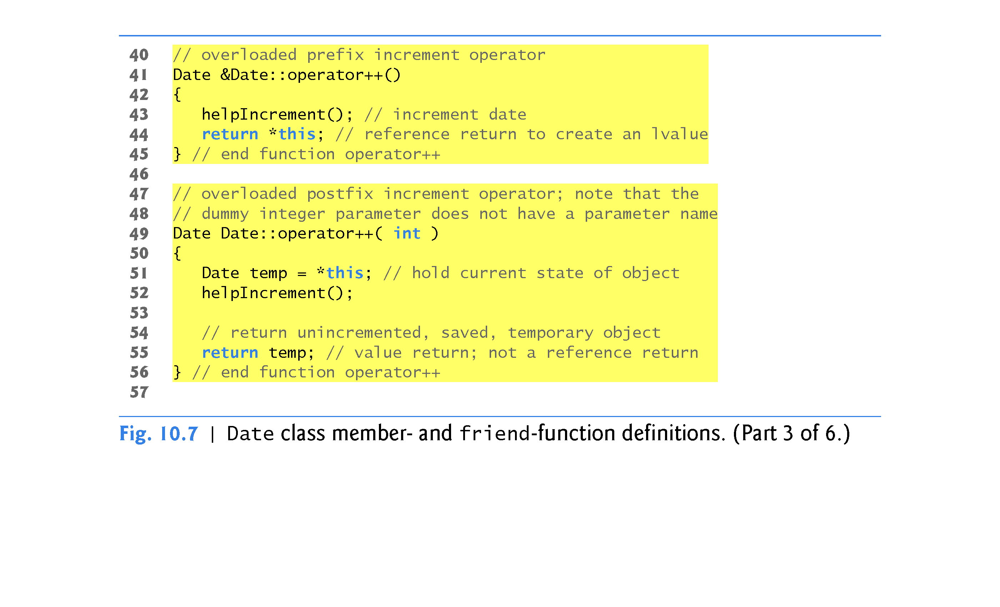 40 // overloaded prefix increment operator
41 Date &Date::operator++()
42 {
43    helpIncrement(); // increment date
44    return *this; // reference return to create an lvalue
45 } // end function operator++
46
47 // overloaded postfix increment operator; note that the
48 // dummy integer parameter does not have a parameter name
49 Date Date::operator++( int )
50 {
51    Date temp = *this; // hold current state of object
52    helpIncrement();
53
54    // return unincremented, saved, temporary object
55    return temp; // value return; not a reference return
56 } // end function operator++
57
Fig. 10.7 | Date class member- and friend-function definitions. (Part 3 of 6.)